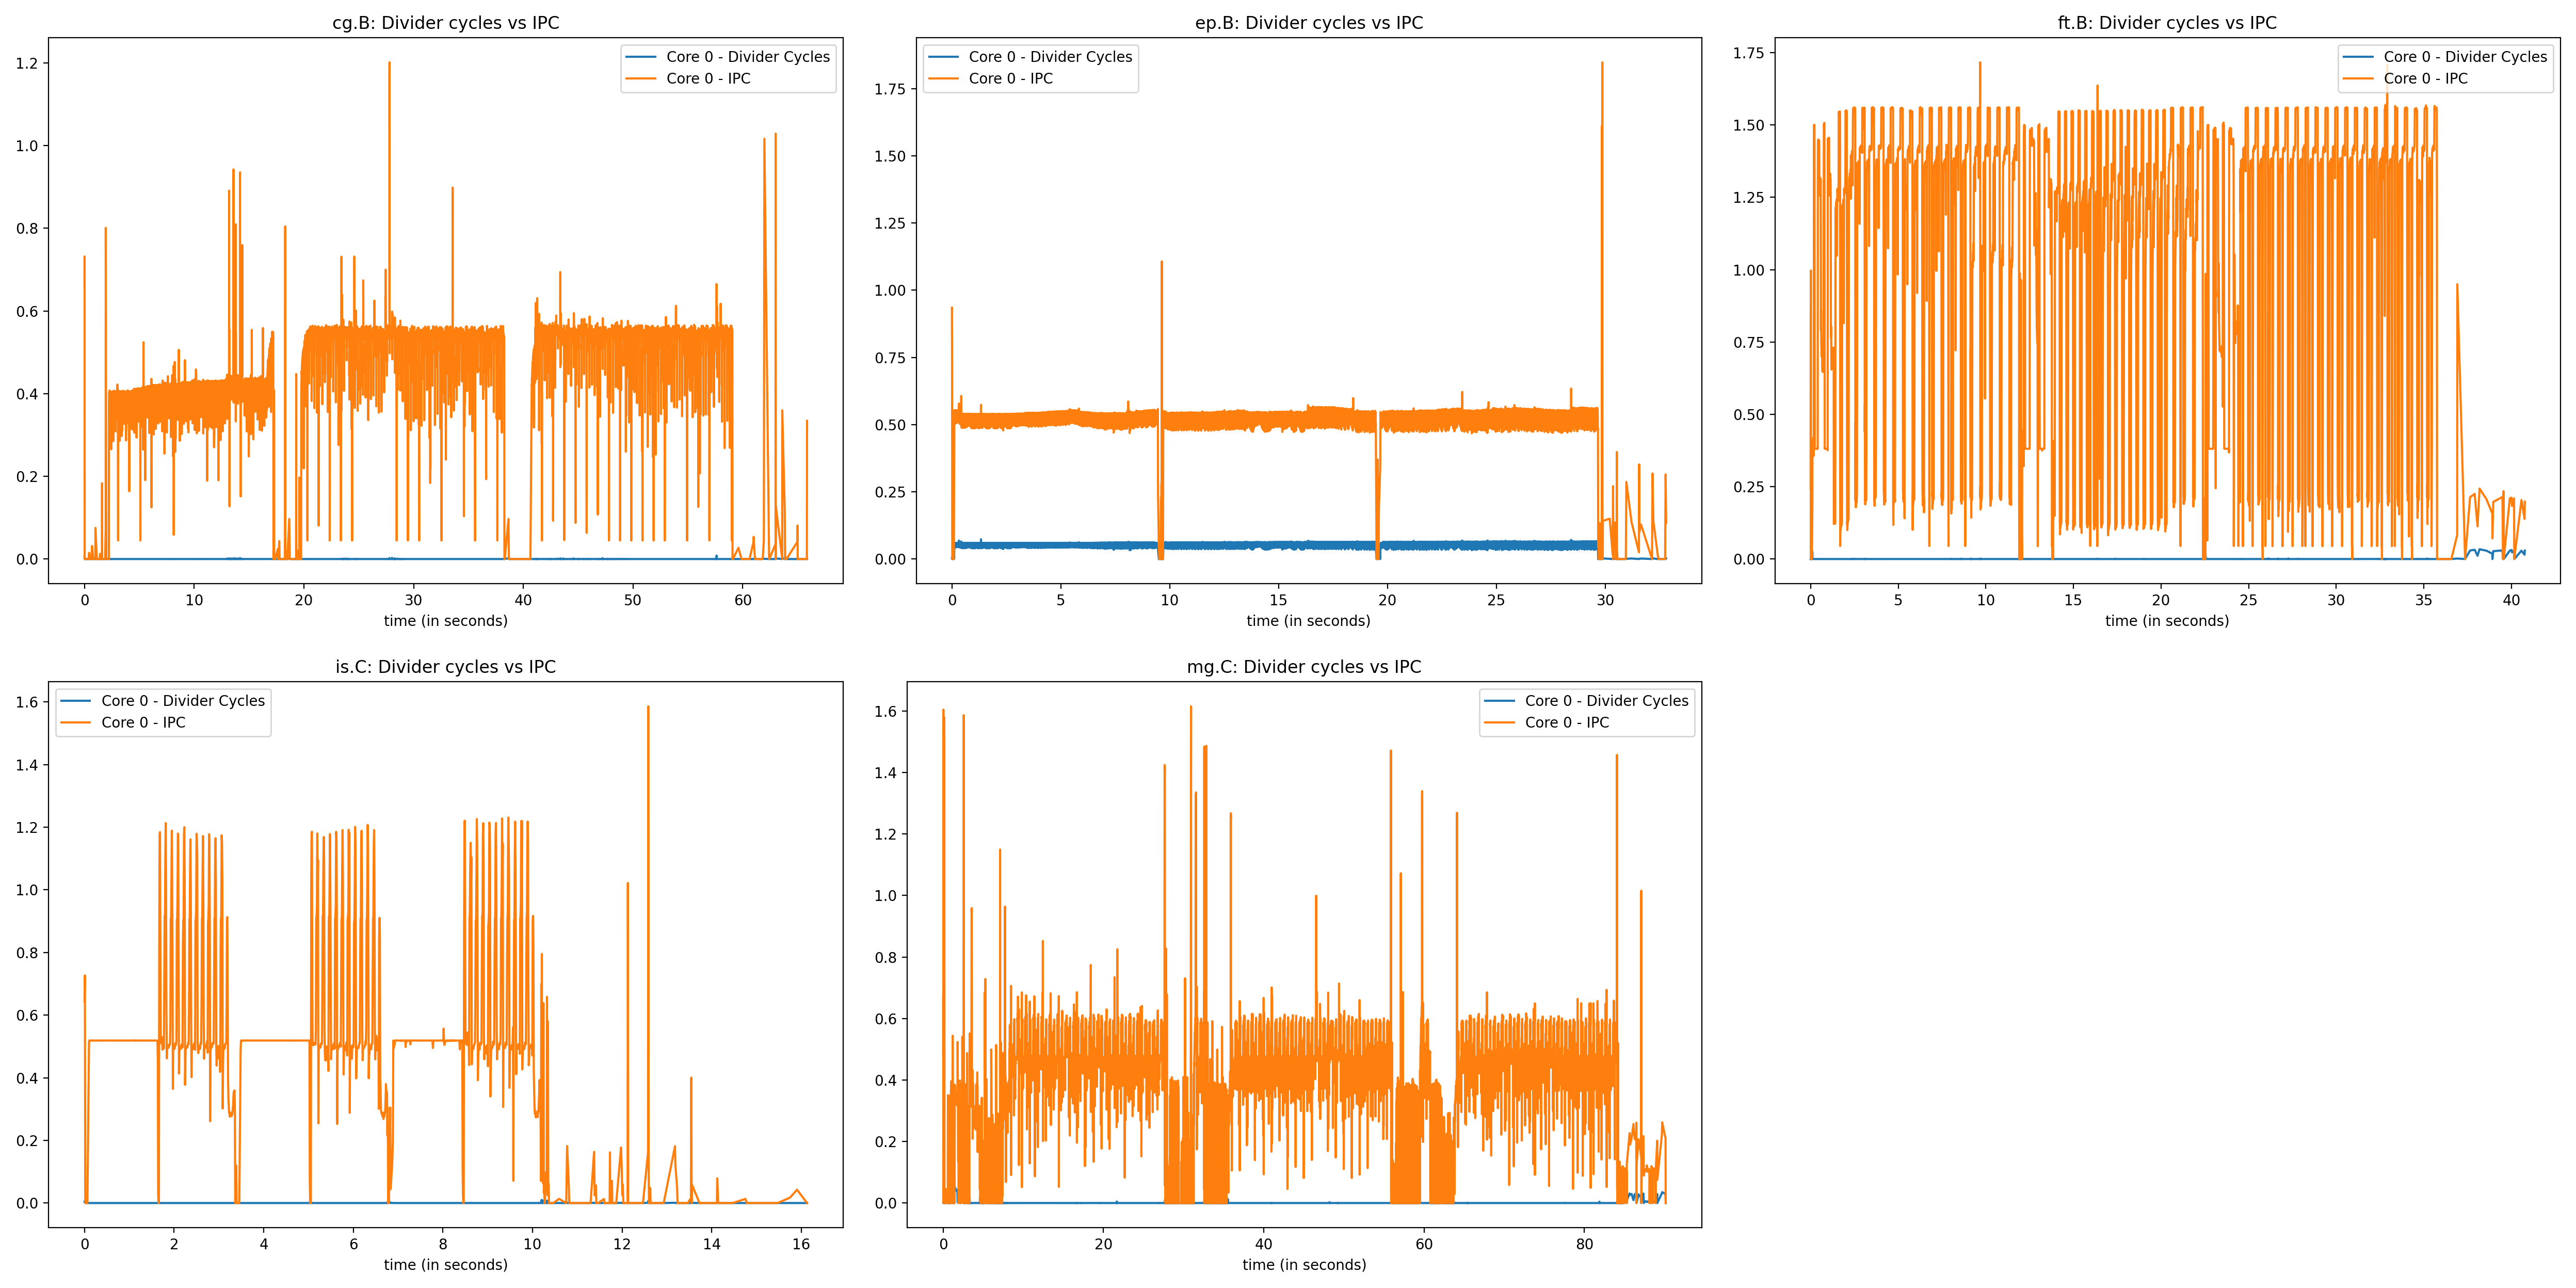 cg.B: Divider cycles vs IPC
Core 0 - Divider Cycles
Core 0 - IPC
1.2
1.0
0.8
0.6
0.4
0.2
0.0
0 10 20 30 40 50 60
time (in seconds)
ep.B: Divider cycles vs IPC
Core 0 - Divider Cycles
Core 0 - IPC
1.75
1.50
1.25
1.00
0.75
0.50
0.25
0.00
0 5 10 15 20 25 30
time (in seconds)
ft.B: Divider cycles vs IPC
Core 0 - Divider Cycles
Core 0 - IPC
1.75
1.50
1.25
1.00
0.75
0.50
0.25
0.00
0 5 10 15 20 25 30 35 40
time (in seconds)
is.C: Divider cycles vs IPC
Core 0 - Divider Cycles
Core 0 - IPC
1.6
1.4
1.2
1.0
0.8
0.6
0.4
0.2
0.0
0 2 4 6 8 10 12 14 16
time (in seconds)
mg.C: Divider cycles vs IPC
Core 0 - Divider Cycles
Core 0 - IPC
1.6
1.4
1.2
1.0
0.8
0.6
0.4
0.2
0.0
0 20 40 60 80
time (in seconds)